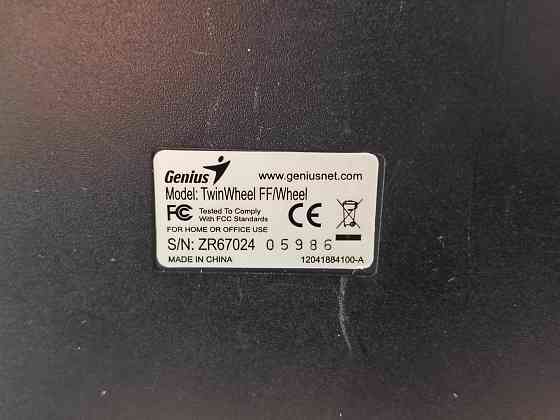 Genius www.geniusnet.com
Model: TwinWheel FF/Wheel
FC Tested To Comply
With FCC Standards
CE
FOR HOME OR OFFICE USE
S/N: ZR67024 05986
MADE IN CHINA 12041884100-A